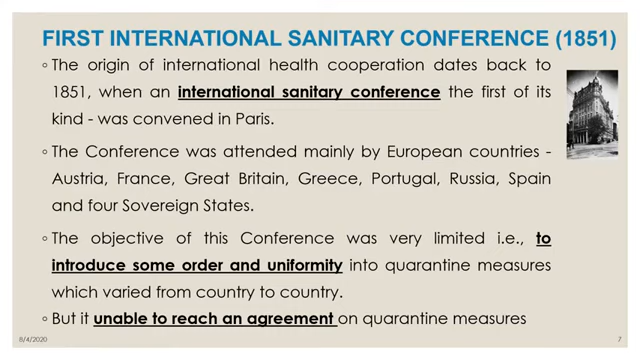 FIRST INTERNATIONAL SANITARY CONFERENCE (1851)
◦ The origin of international health cooperation dates back to
1851, when an international sanitary conference the first of its
kind - was convened in Paris.
◦ The Conference was attended mainly by European countries -
Austria, France, Great Britain, Greece, Portugal, Russia, Spain
and four Sovereign States.
◦ The objective of this Conference was very limited i.e., to
introduce some order and uniformity into quarantine measures
which varied from country to country.
◦ But it unable to reach an agreement on quarantine measures
8/4/2020
7